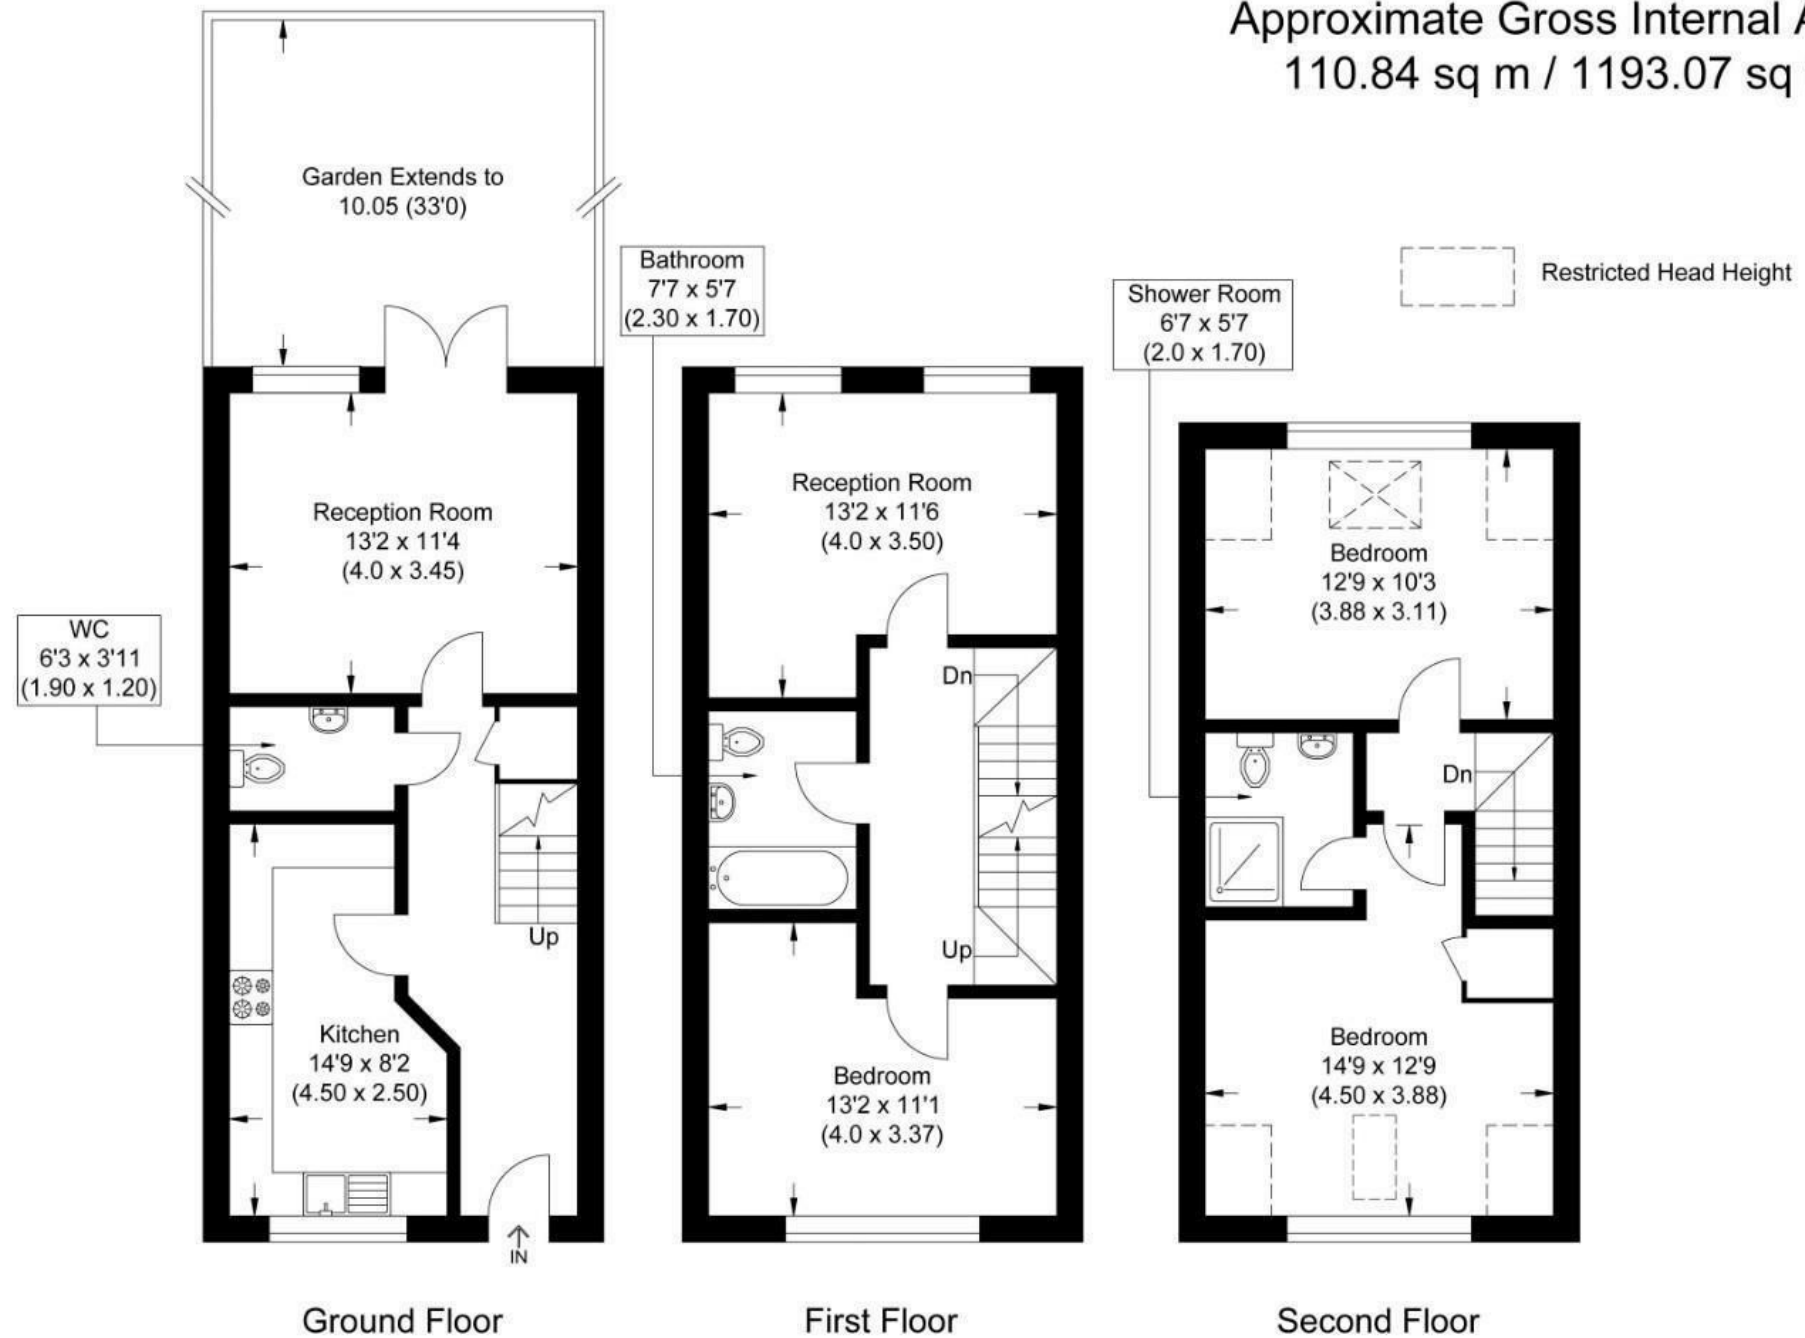 Approximate Gross Internal
110.84 sq m / 1193.07 sq
Garden Extends to
10.05 (33'0)
Bathroom
7'7 x 5'7
(2.30 x 1.70)
Shower Room
6'7 x 5'7
(2.0 x 1.70)
Restricted Head Height
Reception Room
13'2 x 11'4
(4.0 x 3.45)
Reception Room
13'2 x 11'6
(4.0 x 3.50)
Bedroom
12'9 x 10'3
(3.88 x 3.11)
WC
6'3 x 3'11
(1.90 x 1.20)
Dn
Dn
Up
Up
Kitchen
14'9 x 8'2
(4.50 x 2.50)
Bedroom
13'2 x 11'1
(4.0 x 3.37)
Bedroom
14'9 x 12'9
(4.50 x 3.88)
IN
Ground Floor
First Floor
Second Floor